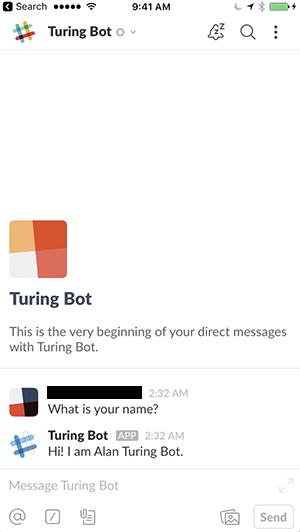 Search 9:41 AM
Turing Bot
Turing Bot
This is the very beginning of your direct messages
with Turing Bot.
2:32 AM
What is your name?
Turing Bot APP 2:32 AM
Hi! I am Alan Turing Bot.
Message Turing Bot
Send